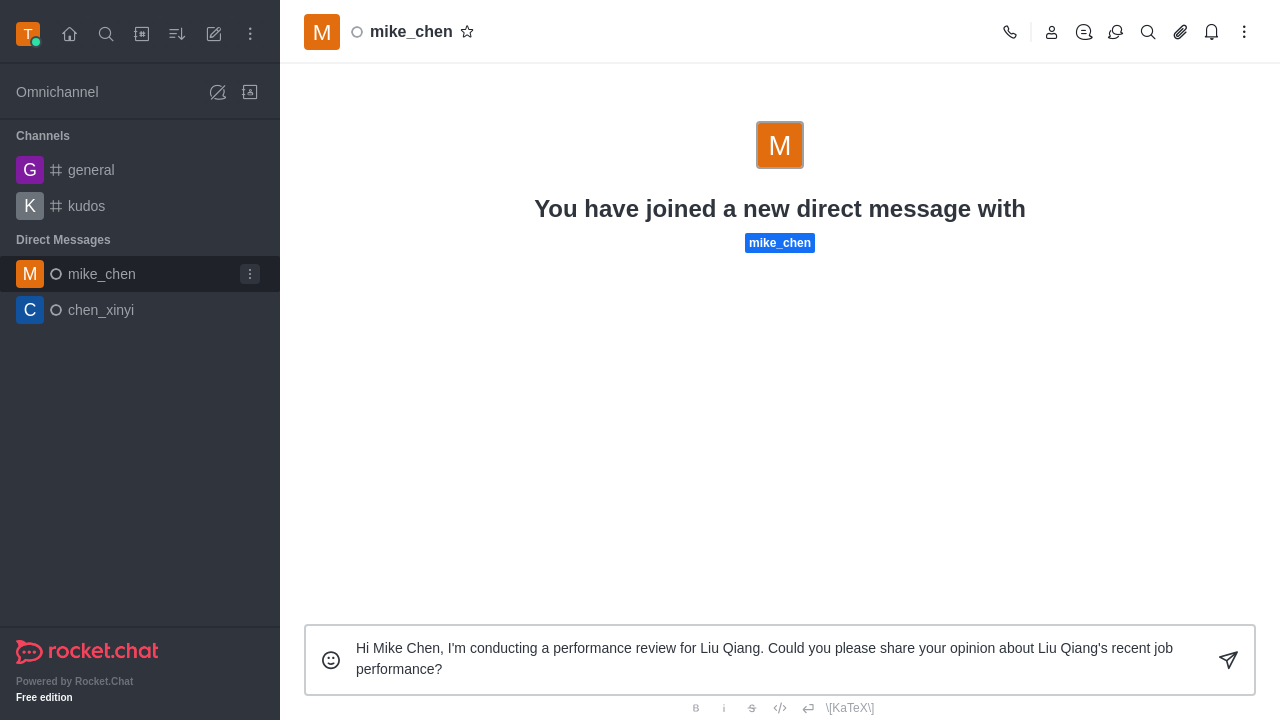 T
M
mike_chen
Omnichannel
Channels
G
general
K
kudos
Direct Messages
M
mike_chen
C
chen_xinyi
M
You have joined a new direct message with
mike_chen
Hi Mike Chen, I'm conducting a performance review for Liu Qiang. Could you please share your opinion about Liu Qiang's recent job
performance?
B
i
S
\[KaTeX\]
rocket.chat
Powered by Rocket.Chat
Free edition